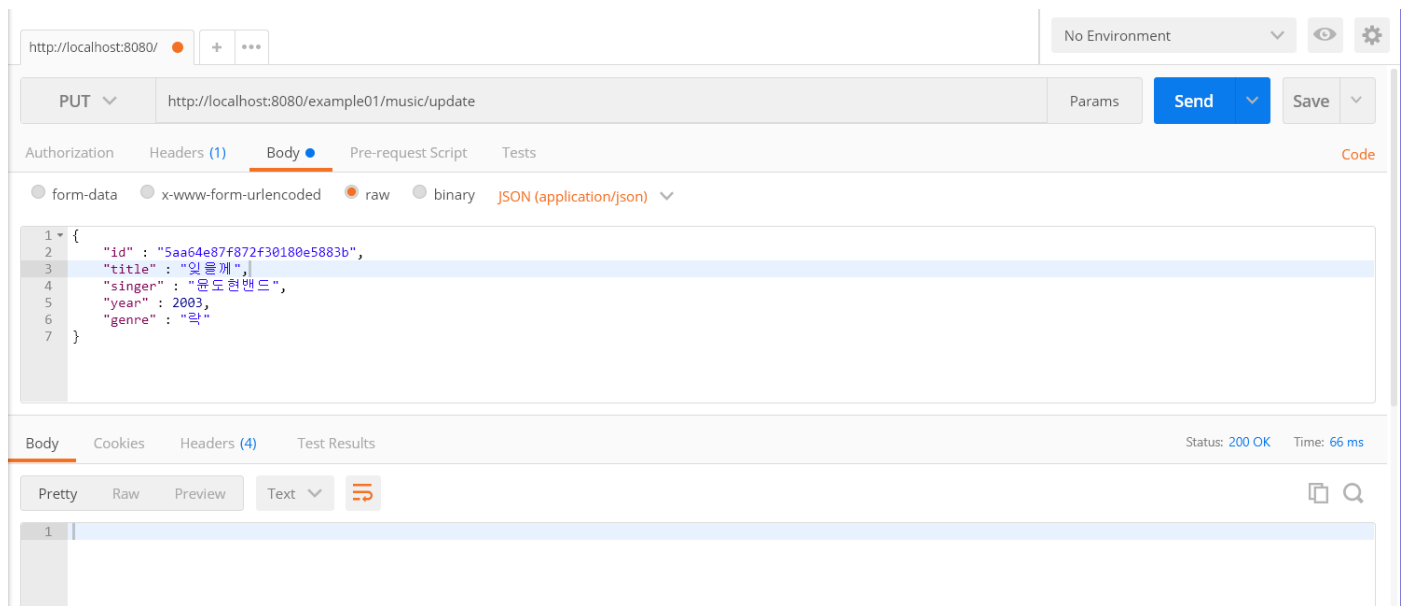 http://localhost:8080/
No Environment
PUT http://localhost:8080/example01/music/update Params Send Save
Authorization Headers (1) Body Pre-request Script Tests Code
form-data x-www-form-urlencoded raw binary JSON (application/json)
1 {
2 "id" : "5aa64e87f872f30180e5883b",
3 "title" : "잊을께",
4 "singer" : "윤도현밴드",
5 "year" : 2003,
6 "genre" : "락"
7 }
Body Cookies Headers (4) Test Results Status: 200 OK Time: 66 ms
Pretty Raw Preview Text
1